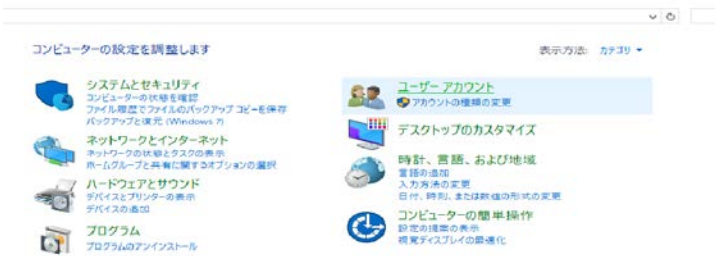 コンピューターの設定を調整します
表示方法: カテゴリ
システムとセキュリティ
コンピューターの状態を確認
ファイル履歴でファイルのバックアップ コピーを保存
バックアップと復元 (Windows 7)
ネットワークとインターネット
ネットワークの状態とタスクの表示
ホームグループと共有に関するオプションの選択
ハードウェアとサウンド
デバイスとプリンターの表示
デバイスの追加
プログラム
プログラムのアンインストール
ユーザー アカウント
アカウントの種類の変更
デスクトップのカスタマイズ
時計、言語、および地域
言語の追加
入力方法の変更
日付、時刻、または数値の形式の変更
コンピューターの簡単操作
設定の提案の表示
視覚ディスプレイの最適化